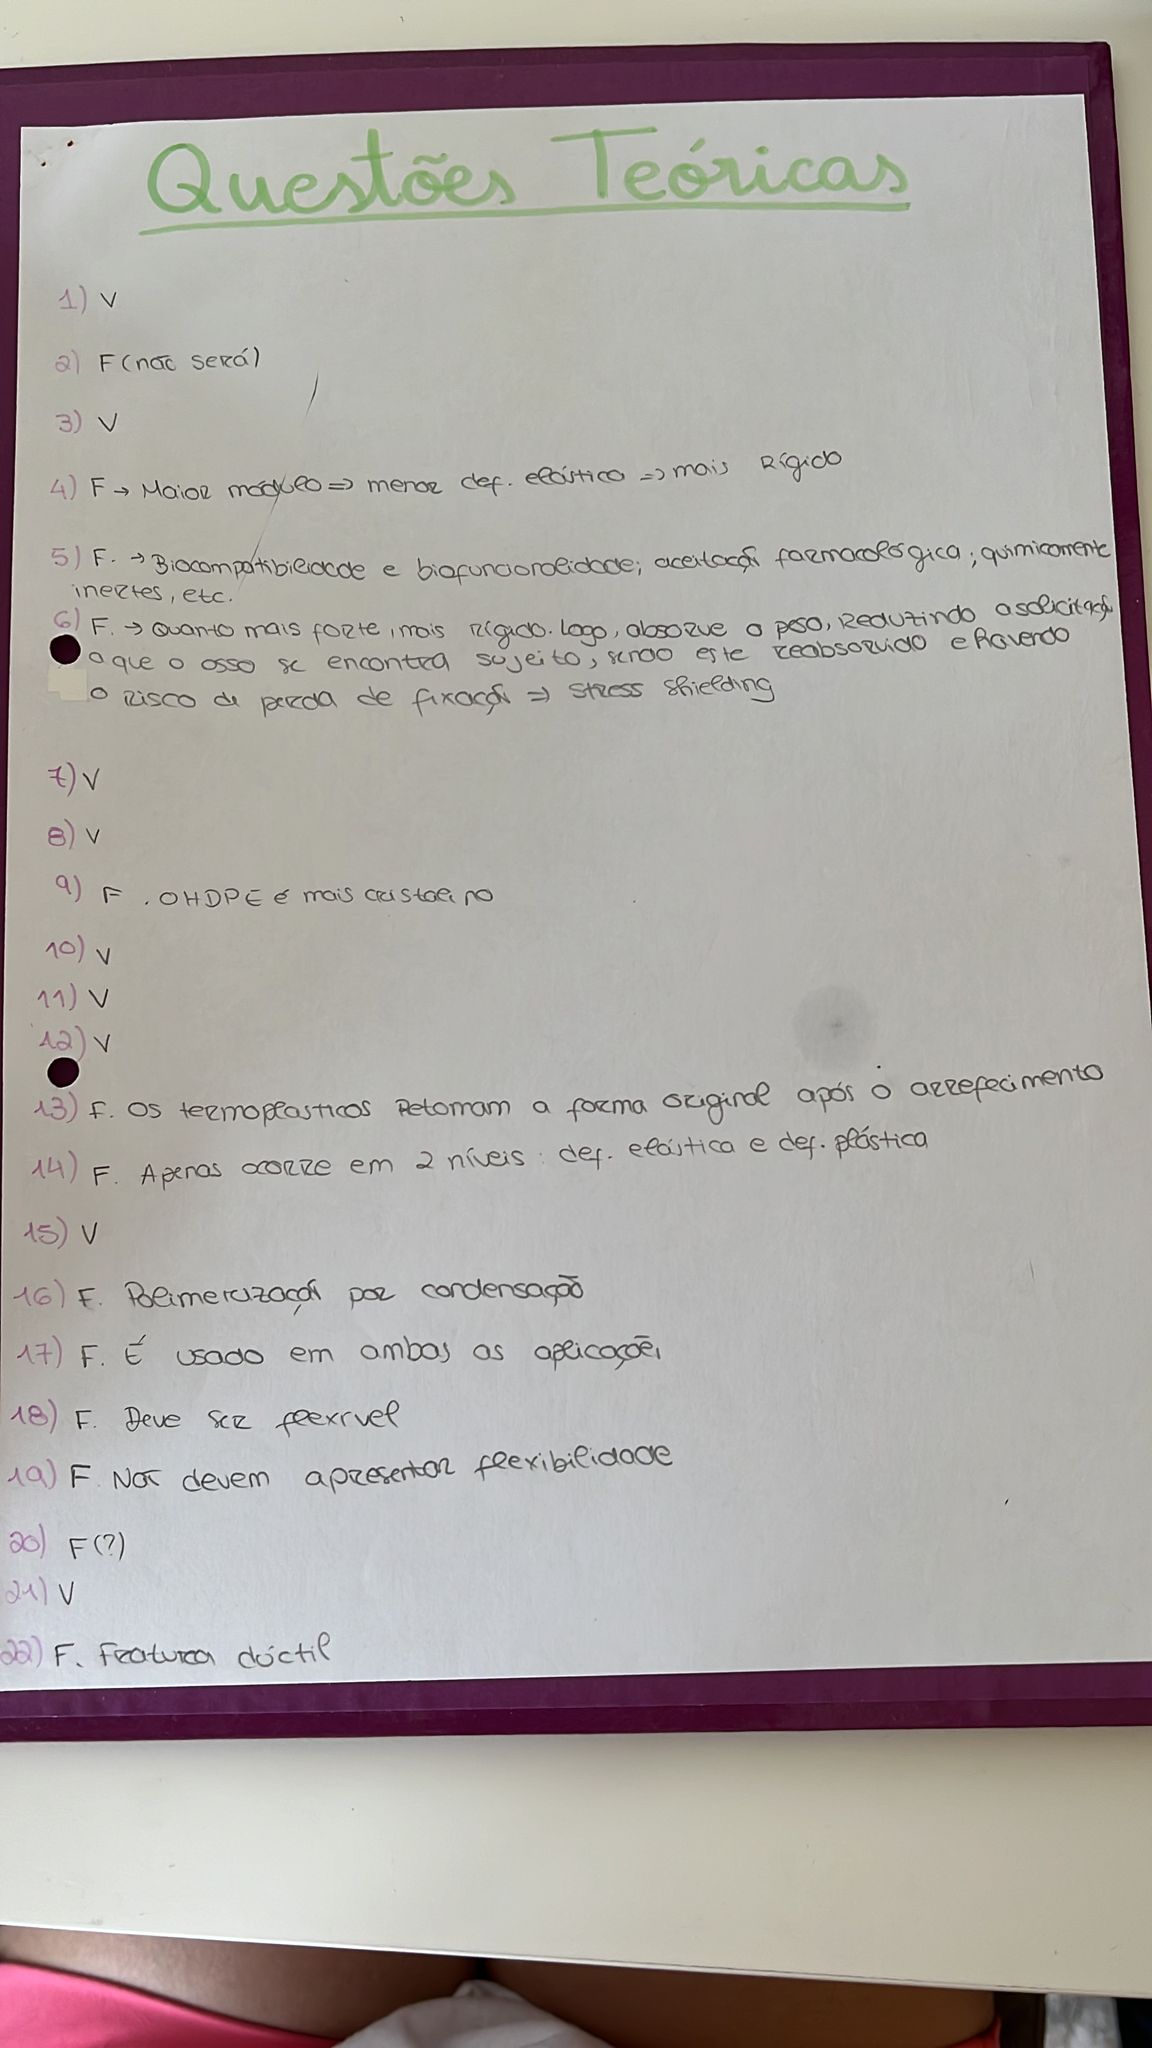 Questões Teóricas
1) V
2) F (não será)
3) V
4) F → Maior módulo => menor def. elástico => mais rígido
5) F. → Biocompatibilidade e biofuncionalidade; aceitação farmacológica; quimicamente
inertes, etc.
6) F. → Quanto mais forte, mais rígido. Logo, absorve o peso, reduzindo a solicitação
a que o osso se encontra sujeito, sendo este reabsorvido e havendo
o risco de perda de fixação => stress shielding
7) V
8) V
9) F. O HDPE é mais cristalino
10) V
11) V
12) V
13) F. Os termoplasticos retomam a forma original após o arrefecimento
14) F. Apenas ocorre em 2 níveis: def. elástica e def. plástica
15) V
16) F. Polimerização por condensação
17) F. É usado em ambas as aplicações
18) F. Deve ser flexível
19) F. Não devem apresentar flexibilidade
20) F (?)
21) V
22) F. Fratura dúctil